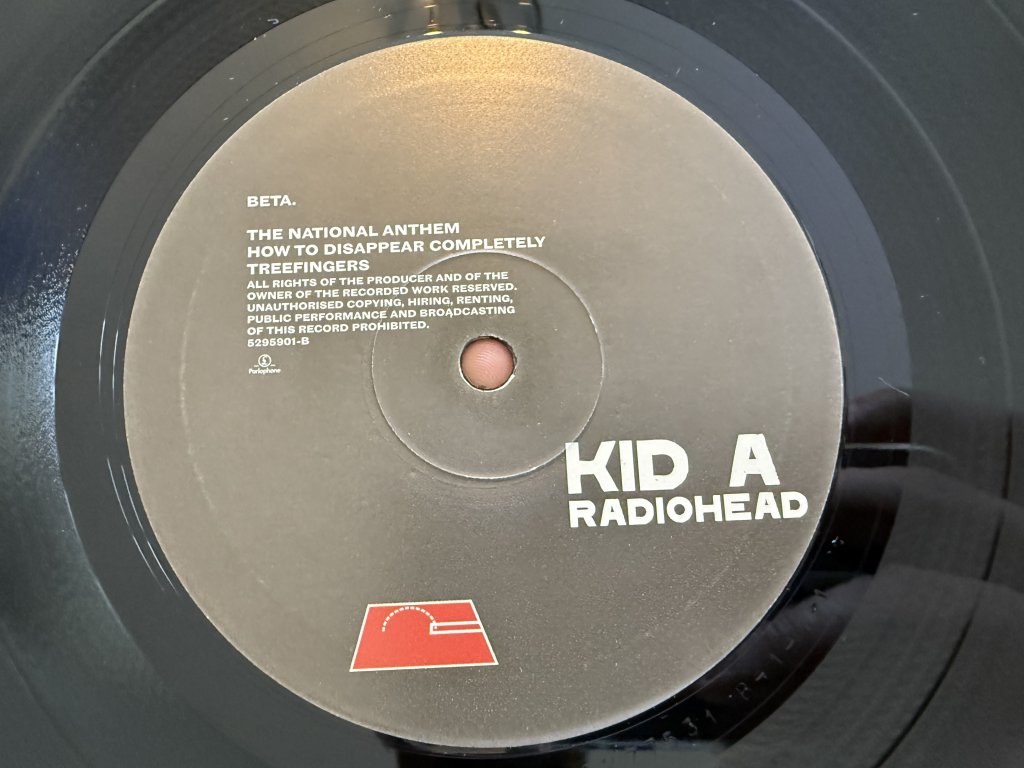 BETA.
THE NATIONAL ANTHEM
HOW TO DISAPPEAR COMPLETELY
TREEFINGERS
ALL RIGHTS OF THE PRODUCER AND OF THE
OWNER OF THE RECORDED WORK RESERVED.
UNAUTHORISED COPYING, HIRING, RENTING,
PUBLIC PERFORMANCE AND BROADCASTING
OF THIS RECORD PROHIBITED.
5295901-B
Parlophone
KID A
RADIOHEAD